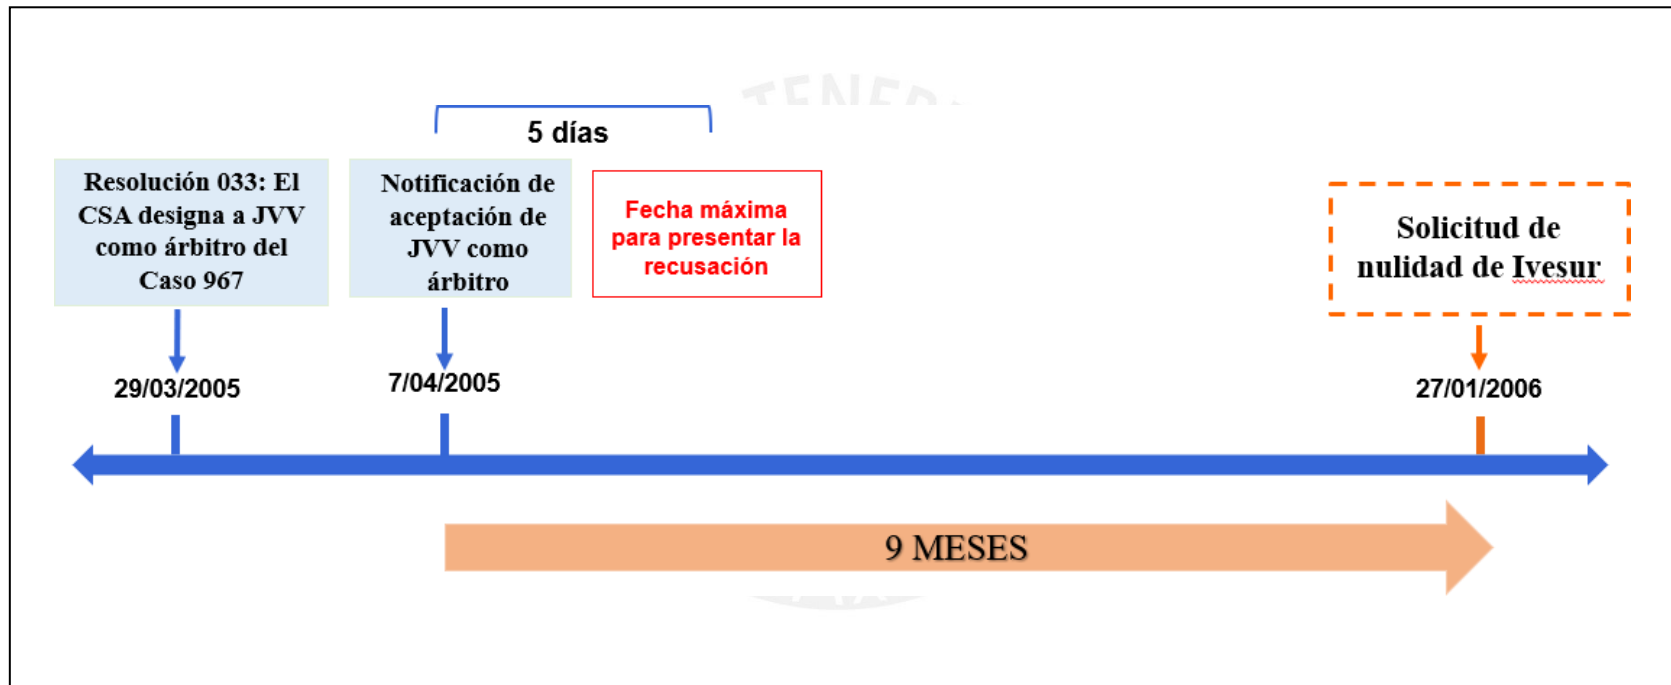 5 días
Resolución 033: El
CSA designa a JVV
como árbitro del
Caso 967
Notificación de
aceptación de
JVV como
árbitro
Fecha máxima
para presentar la
recusación
Solicitud de
nulidad de Ivesur
29/03/2005
7/04/2005
27/01/2006
9 MESES